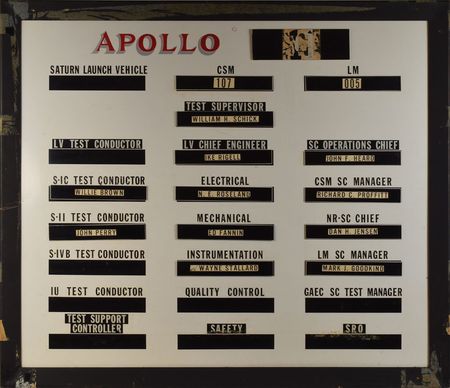 APOLLO
SATURN LAUNCH VEHICLE CSM LM
107 005
TEST SUPERVISOR
WILLIAM H. SCHICK
LV TEST CONDUCTOR LV CHIEF ENGINEER SC OPERATIONS CHIEF
IKE RIGELL JOHN F. HEARD
S-IC TEST CONDUCTOR ELECTRICAL CSM SC MANAGER
WILLIE BROWN N. E. ROSELAND RICHARD C. PROFFITT
S-II TEST CONDUCTOR MECHANICAL NR-SC CHIEF
JOHN PERRY ED FANNIN DAN H. JENSEN
S-IVB TEST CONDUCTOR INSTRUMENTATION LM SC MANAGER
WAYNE STALLARD MARK J. GOODKIND
IU TEST CONDUCTOR QUALITY CONTROL GAEC SC TEST MANAGER
TEST SUPPORT
CONTROLLER SAFETY SRO